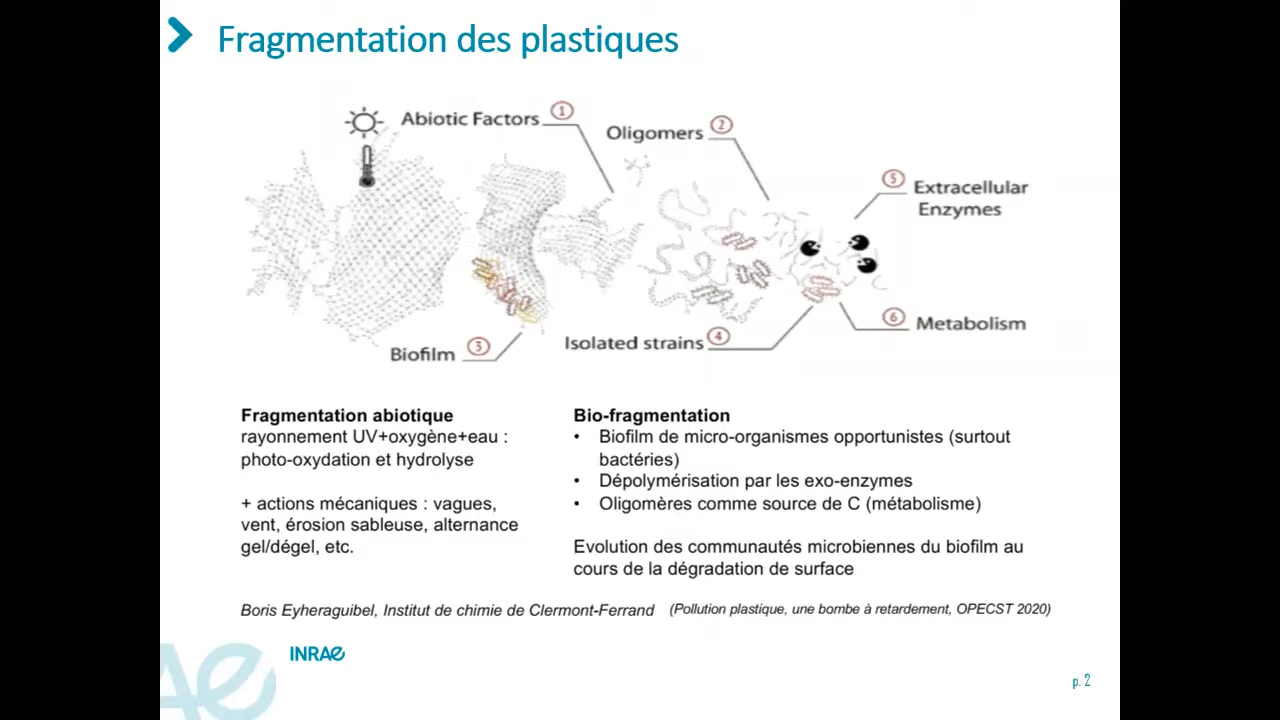 Fragmentation des plastiques
Abiotic Factors 1
Oligomers 2
5 Extracellular
Enzymes
6 Metabolism
Isolated strains 4
Biofilm 3
Fragmentation abiotique
rayonnement UV+oxygène+eau :
photo-oxydation et hydrolyse
+ actions mécaniques : vagues,
vent, érosion sableuse, alternance
gel/dégel, etc.
Bio-fragmentation
• Biofilm de micro-organismes opportunistes (surtout
bactéries)
• Dépolymérisation par les exo-enzymes
• Oligomères comme source de C (métabolisme)
Evolution des communautés microbiennes du biofilm au
cours de la dégradation de surface
Boris Eyheraguibel, Institut de chimie de Clermont-Ferrand (Pollution plastique, une bombe à retardement, OPECST 2020)
INRAE
p. 2